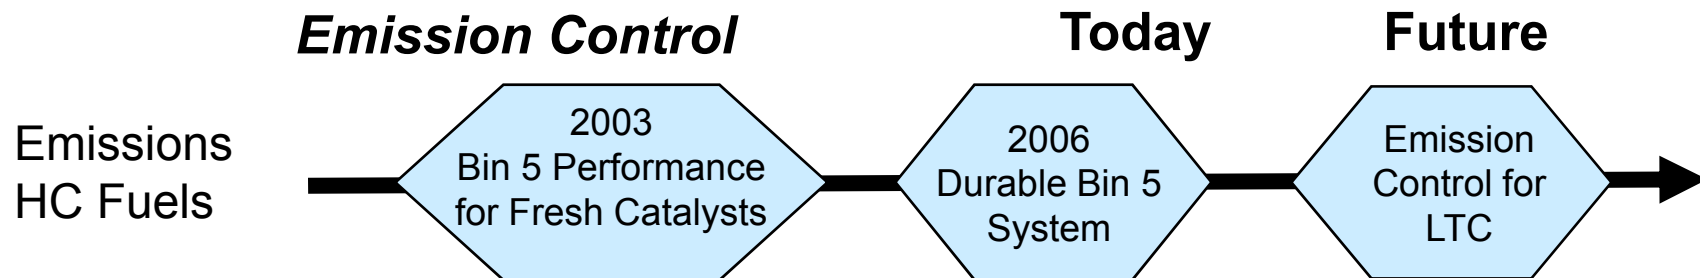 Emission Control
Today
Future
Emissions
HC Fuels
2003
Bin 5 Performance
for Fresh Catalysts
2006
Durable Bin 5
System
Emission
Control for
LTC